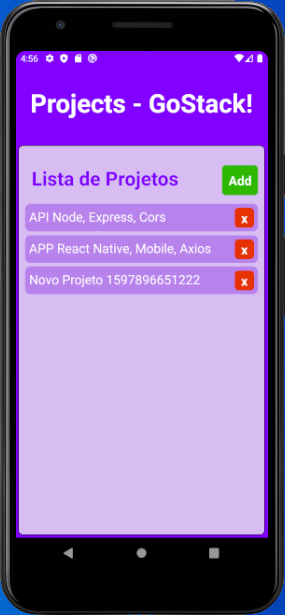 4:56
Projects - GoStack!
Lista de Projetos
Add
API Node, Express, Cors
x
APP React Native, Mobile, Axios
x
Novo Projeto 1597896651222
x